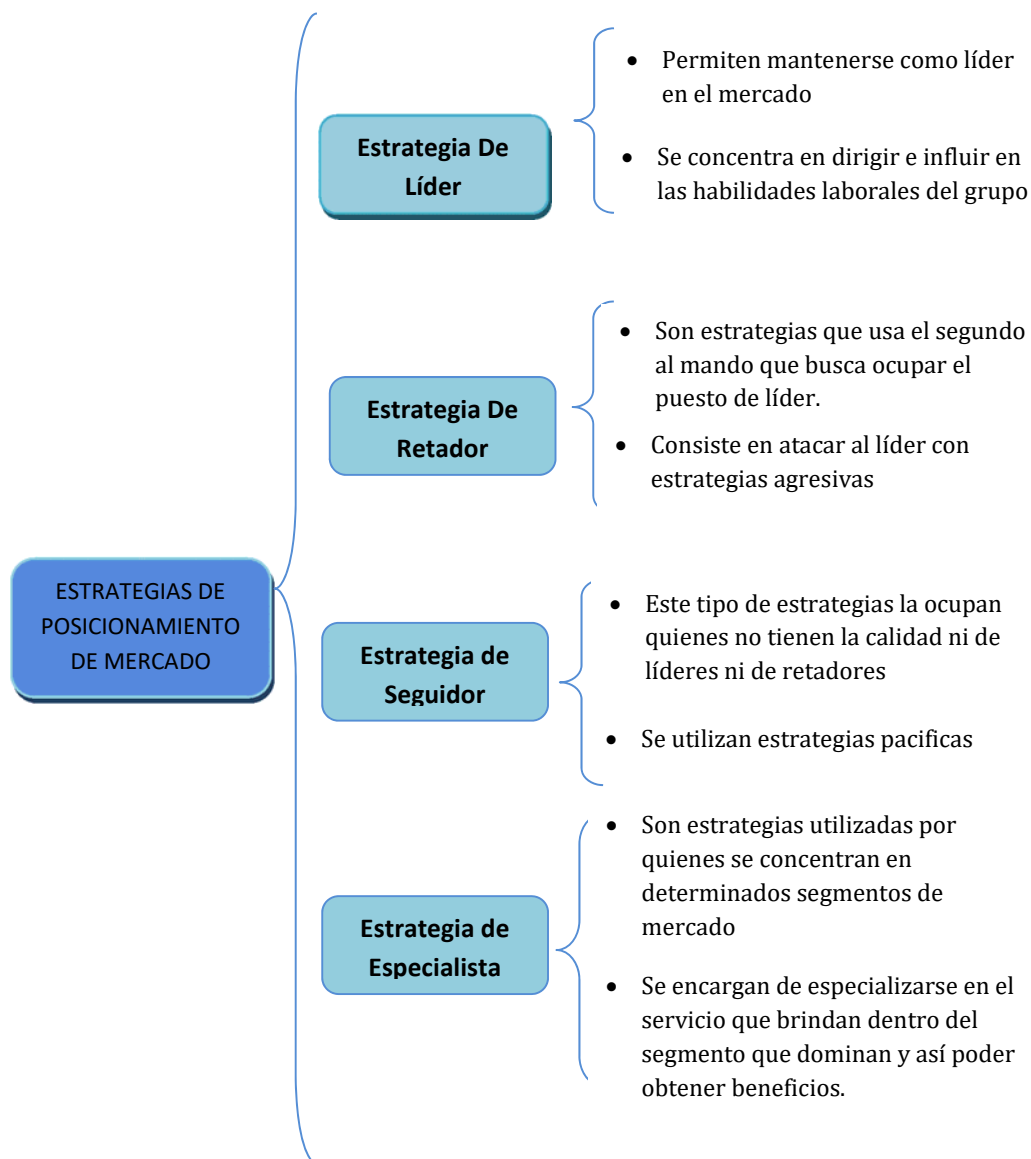 ESTRATEGIAS DE
POSICIONAMIENTO
DE MERCADO
Estrategia De
Líder
• Permiten mantenerse como líder
en el mercado
• Se concentra en dirigir e influir en
las habilidades laborales del grupo
Estrategia De
Retador
• Son estrategias que usa el segundo
al mando que busca ocupar el
puesto de líder.
• Consiste en atacar al líder con
estrategias agresivas
Estrategia de
Seguidor
• Este tipo de estrategias la ocupan
quienes no tienen la calidad ni de
líderes ni de retadores
• Se utilizan estrategias pacificas
Estrategia de
Especialista
• Son estrategias utilizadas por
quienes se concentran en
determinados segmentos de
mercado
• Se encargan de especializarse en el
servicio que brindan dentro del
segmento que dominan y así poder
obtener beneficios.